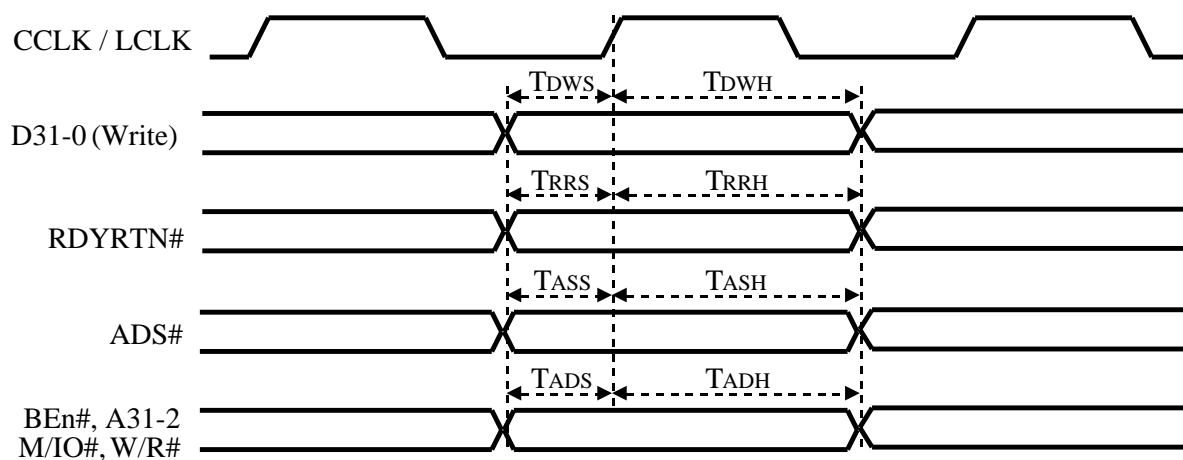 CCLK / LCLK
TDWS TDWH
D31-0 (Write)
TRRS TRRH
RDYRTN#
TASS TASH
ADS#
TADS TADH
BEn#, A31-2
M/IO#, W/R#